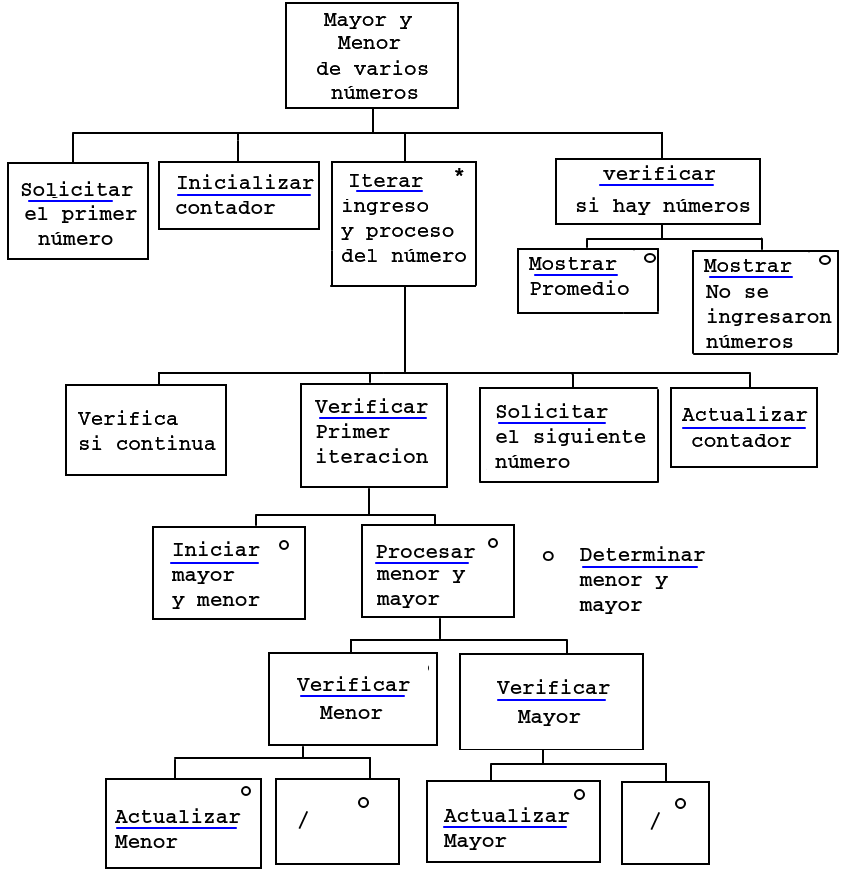 Mayor y
Menor
de varios
números
Solicitar
el primer
número
Inicializar
contador
Iterar *
ingreso
y proceso
del número
verificar
si hay números
Mostrar
Promedio
Mostrar
No se
ingresaron
números
Verifica
si continua
Verificar
Primer
iteracion
Solicitar
el siguiente
número
Actualizar
contador
Iniciar
mayor
y menor
Procesar
menor y
mayor
Determinar
menor y
mayor
Verificar
Menor
Verificar
Mayor
Actualizar
Menor
/
Actualizar
Mayor
/